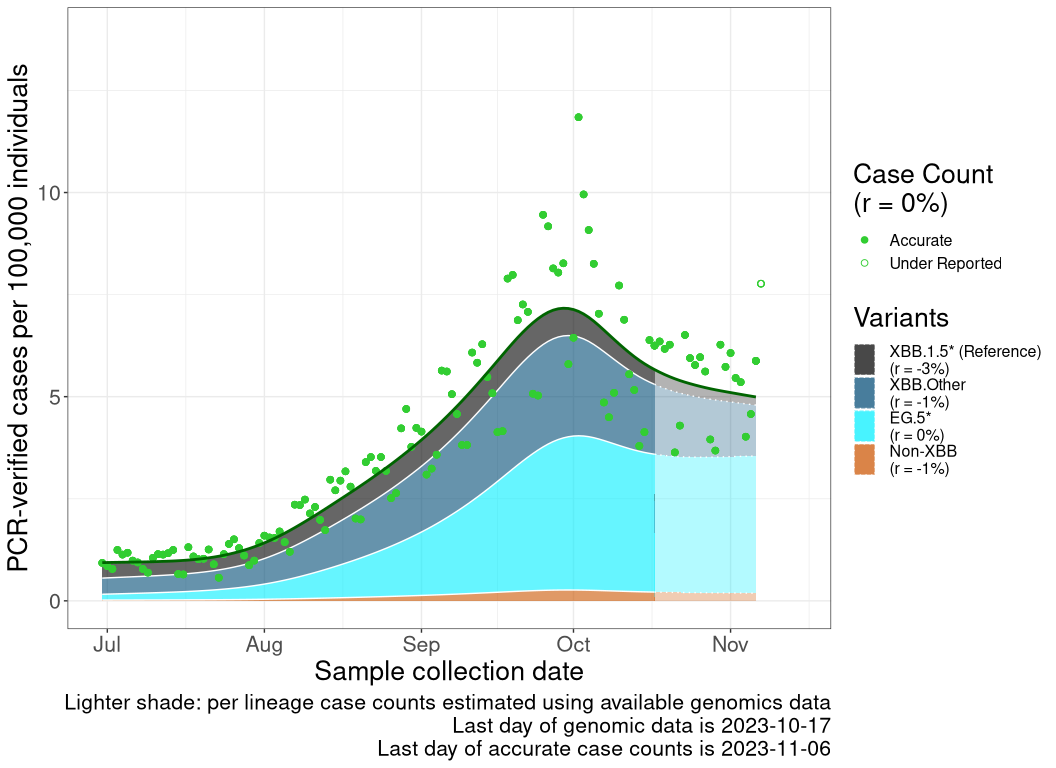 PCR-verified cases per 100,000 individuals
10
5
0
Jul Aug Sep Oct Nov
Sample collection date
Lighter shade: per lineage case counts estimated using available genomics data
Last day of genomic data is 2023-10-17
Last day of accurate case counts is 2023-11-06
Case Count
(r = 0%)
Accurate
Under Reported
Variants
XBB.1.5* (Reference)
(r = -3%)
XBB.Other
(r = -1%)
EG.5*
(r = 0%)
Non-XBB
(r = -1%)